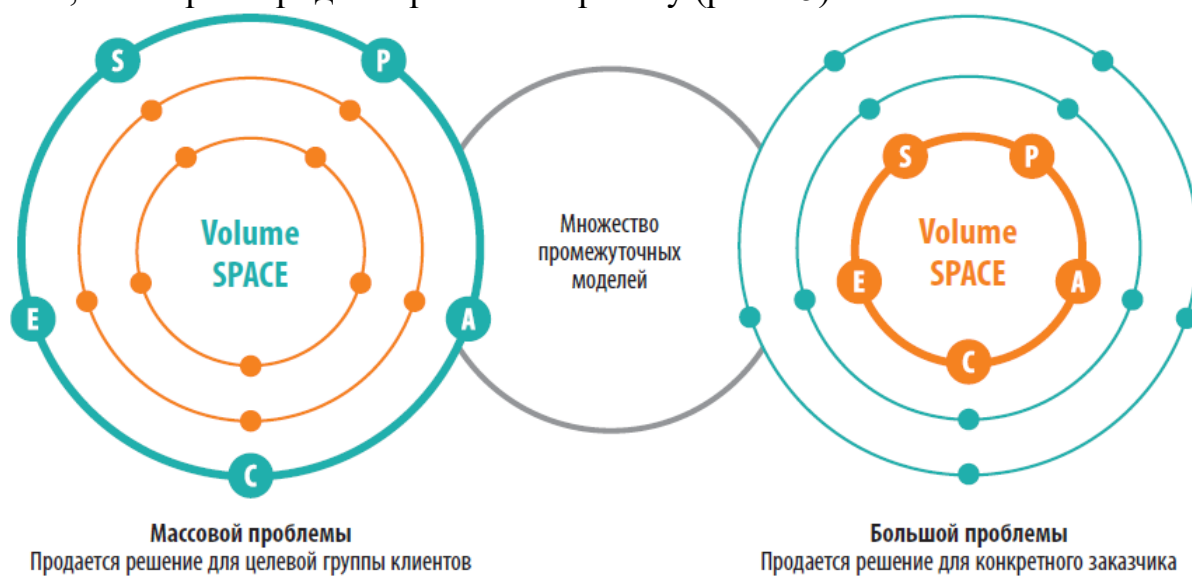 S
P
E
A
C
Volume
SPACE
Множество
промежуточных
моделей
S
P
E
A
C
Volume
SPACE
Массовой проблемы
Продается решение для целевой группы клиентов
Большой проблемы
Продается решение для конкретного заказчика